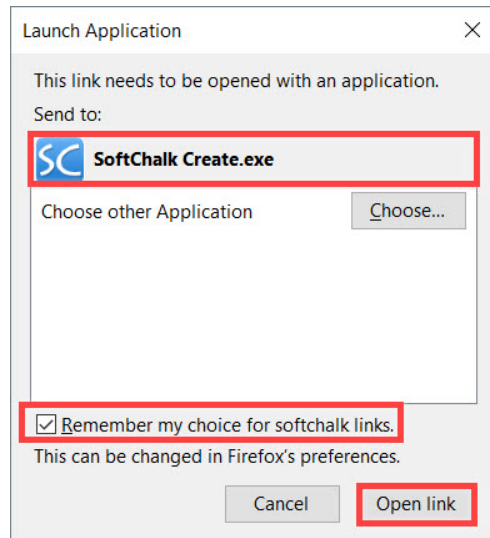 Launch Application
This link needs to be opened with an application.
Send to:
SC SoftChalk Create.exe
Choose other Application Choose...
Remember my choice for softchalk links.
This can be changed in Firefox's preferences.
Cancel Open link